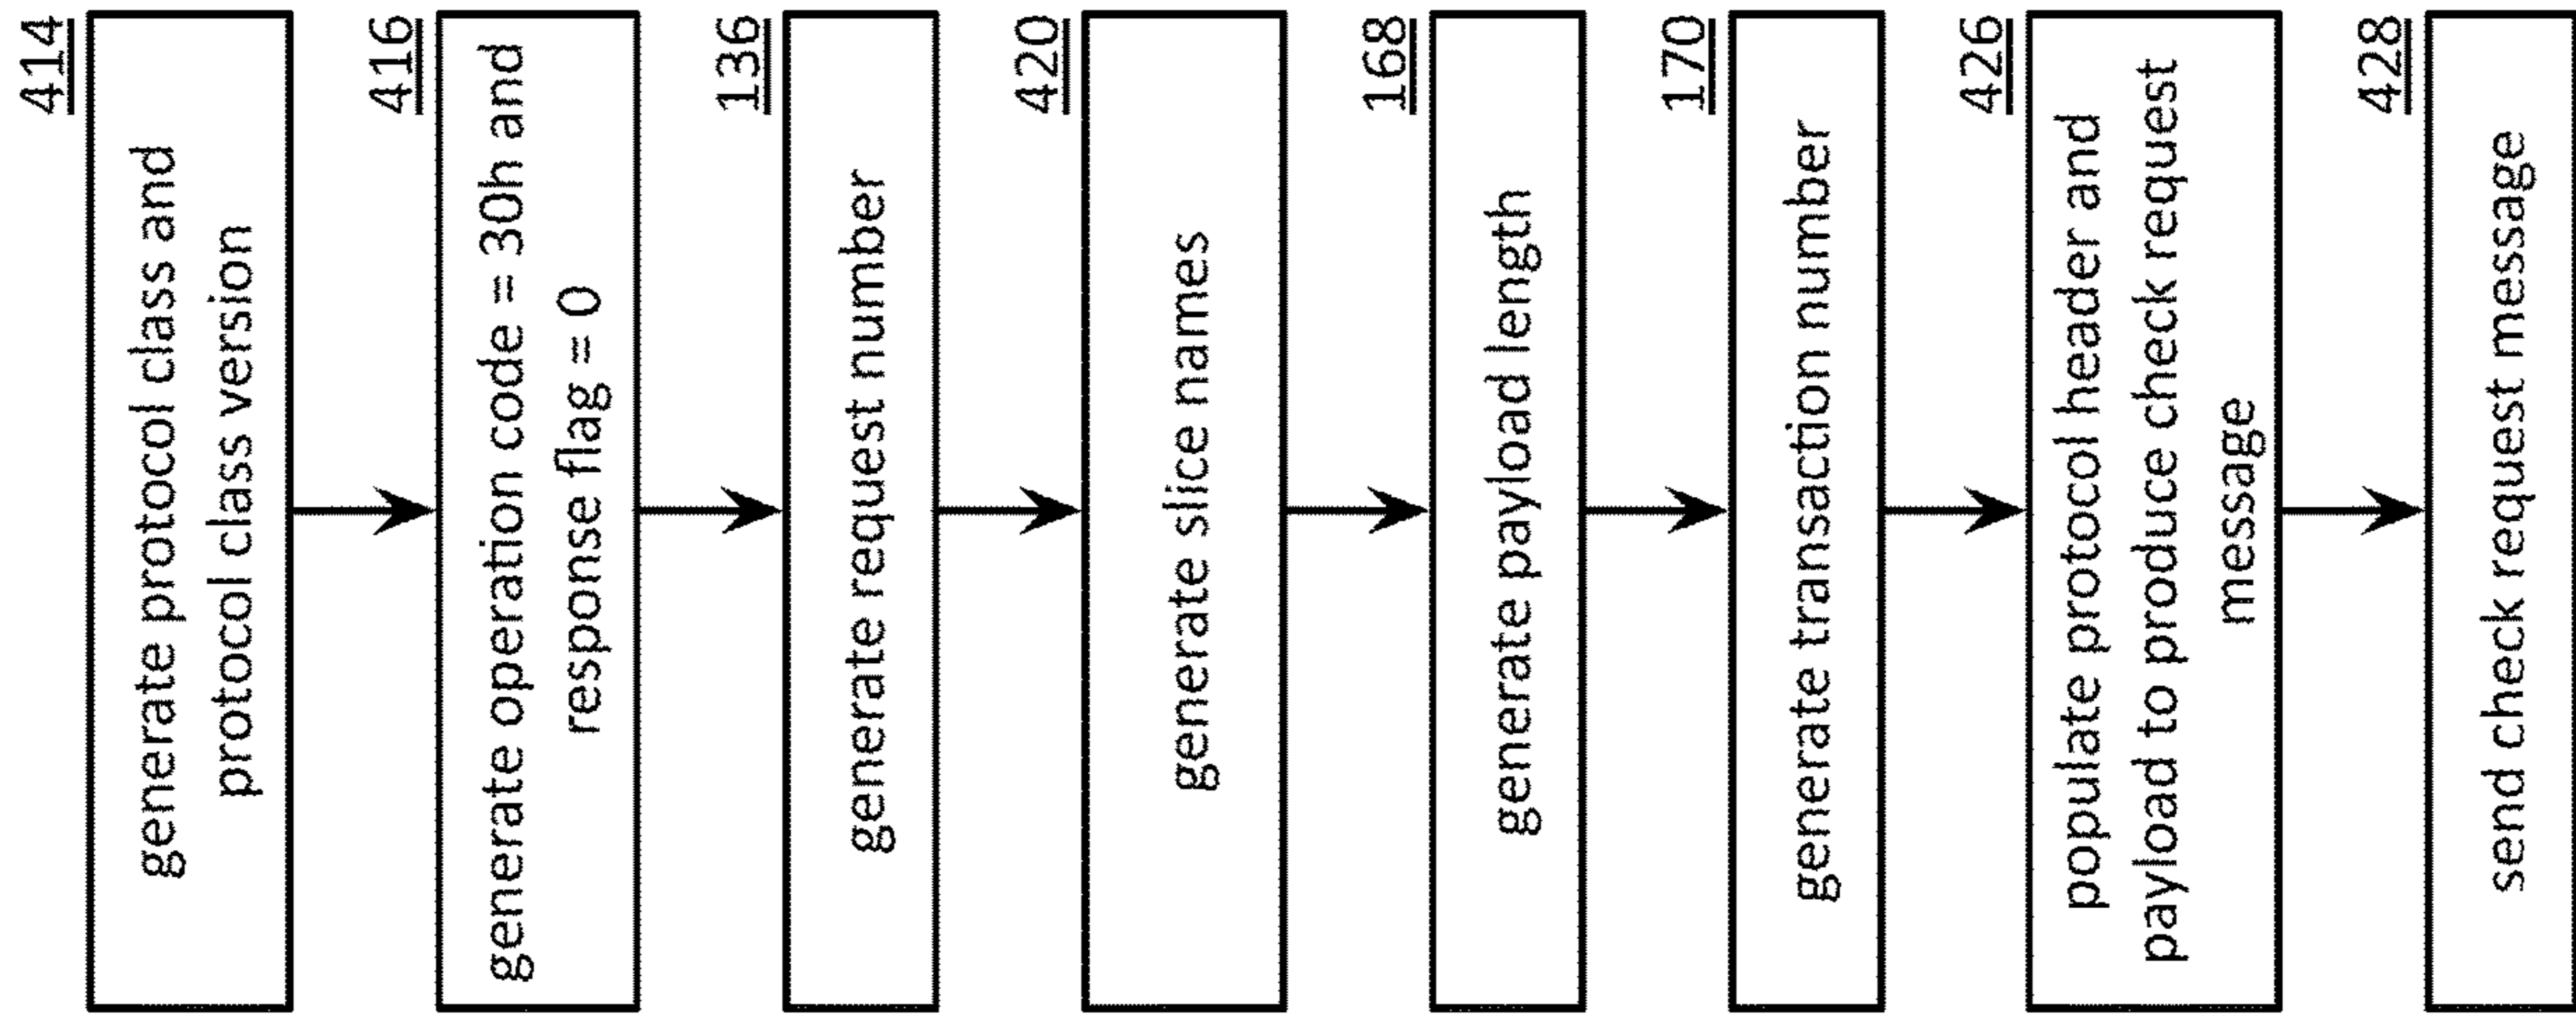 414
generate protocol class and
protocol class version
416
generate operation code = 30h and
response flag = 0
136
generate request number
420
generate slice names
168
generate payload length
170
generate transaction number
426
populate protocol header and
payload to produce check request
message
428
send check request message